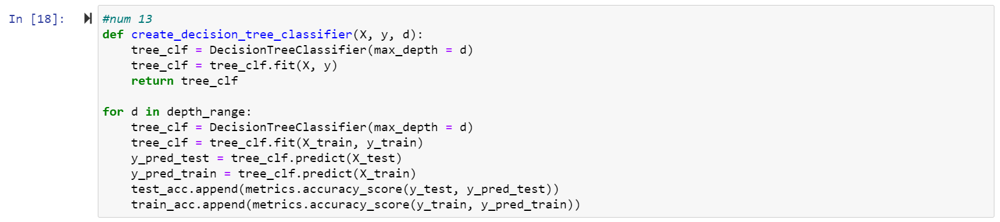 In [18]:
#num 13
def create_decision_tree_classifier(X, y, d):
    tree_clf = DecisionTreeClassifier(max_depth = d)
    tree_clf = tree_clf.fit(X, y)
    return tree_clf

for d in depth_range:
    tree_clf = DecisionTreeClassifier(max_depth = d)
    tree_clf = tree_clf.fit(X_train, y_train)
    y_pred_test = tree_clf.predict(X_test)
    y_pred_train = tree_clf.predict(X_train)
    test_acc.append(metrics.accuracy_score(y_test, y_pred_test))
    train_acc.append(metrics.accuracy_score(y_train, y_pred_train))